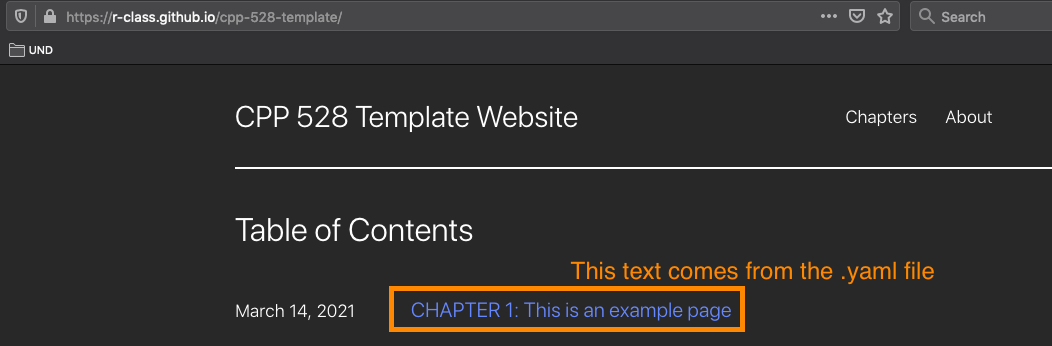 https://r-class.github.io/cpp-528-template/
Search
UND
CPP 528 Template Website
Chapters
About
Table of Contents
This text comes from the .yaml file
March 14, 2021
CHAPTER 1: This is an example page